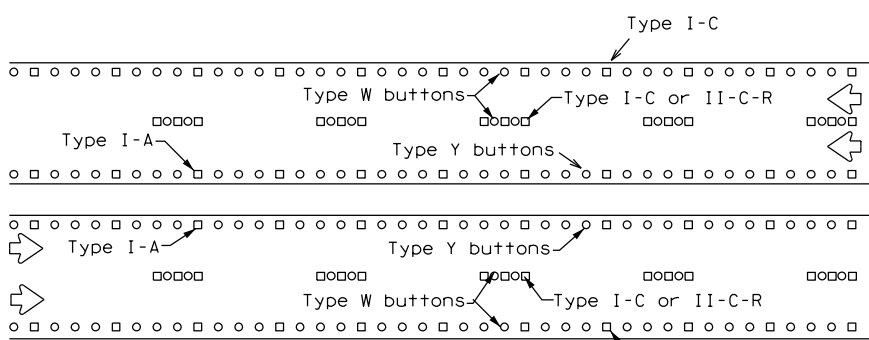 Type I-C
Type W buttons
Type I-C or II-C-R
Type I-A
Type Y buttons
Type I-A
Type Y buttons
Type W buttons
Type I-C or II-C-R